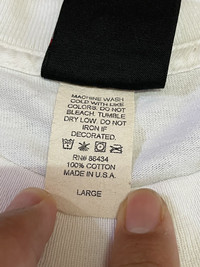 MACHINE WASH
COLD WITH LIKE
COLORS. DO NOT
BLEACH. TUMBLE
DRY LOW. DO NOT
IRON IF
DECORATED.
RN# 86434
100% COTTON
MADE IN U.S.A.
LARGE